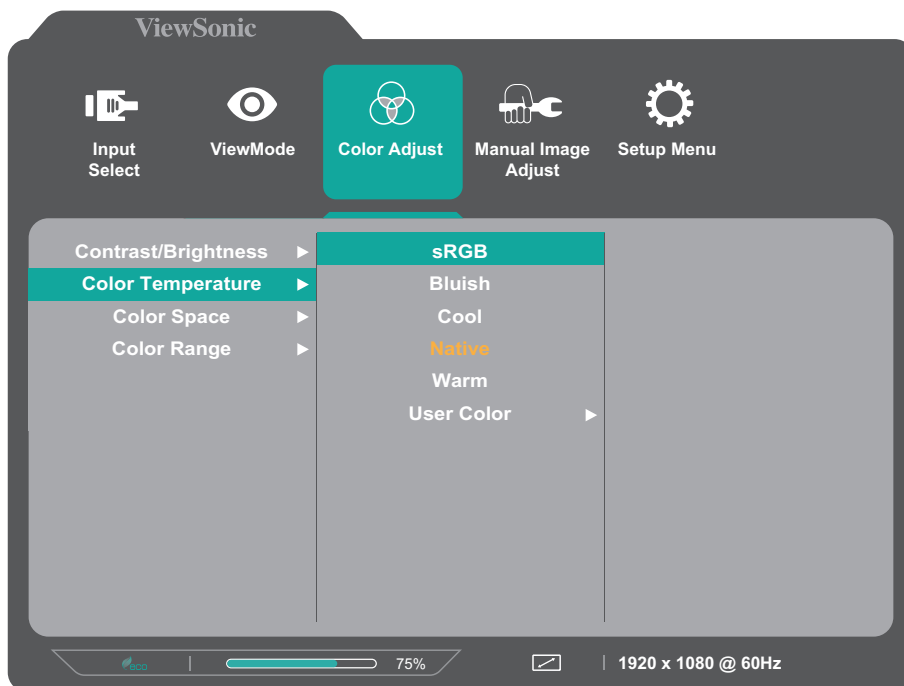 ViewSonic
Input
Select
ViewMode
Color Adjust
Manual Image
Adjust
Setup Menu
Contrast/Brightness
Color Temperature
Color Space
Color Range
sRGB
Bluish
Cool
Native
Warm
User Color
eco
75%
1920 x 1080 @ 60Hz